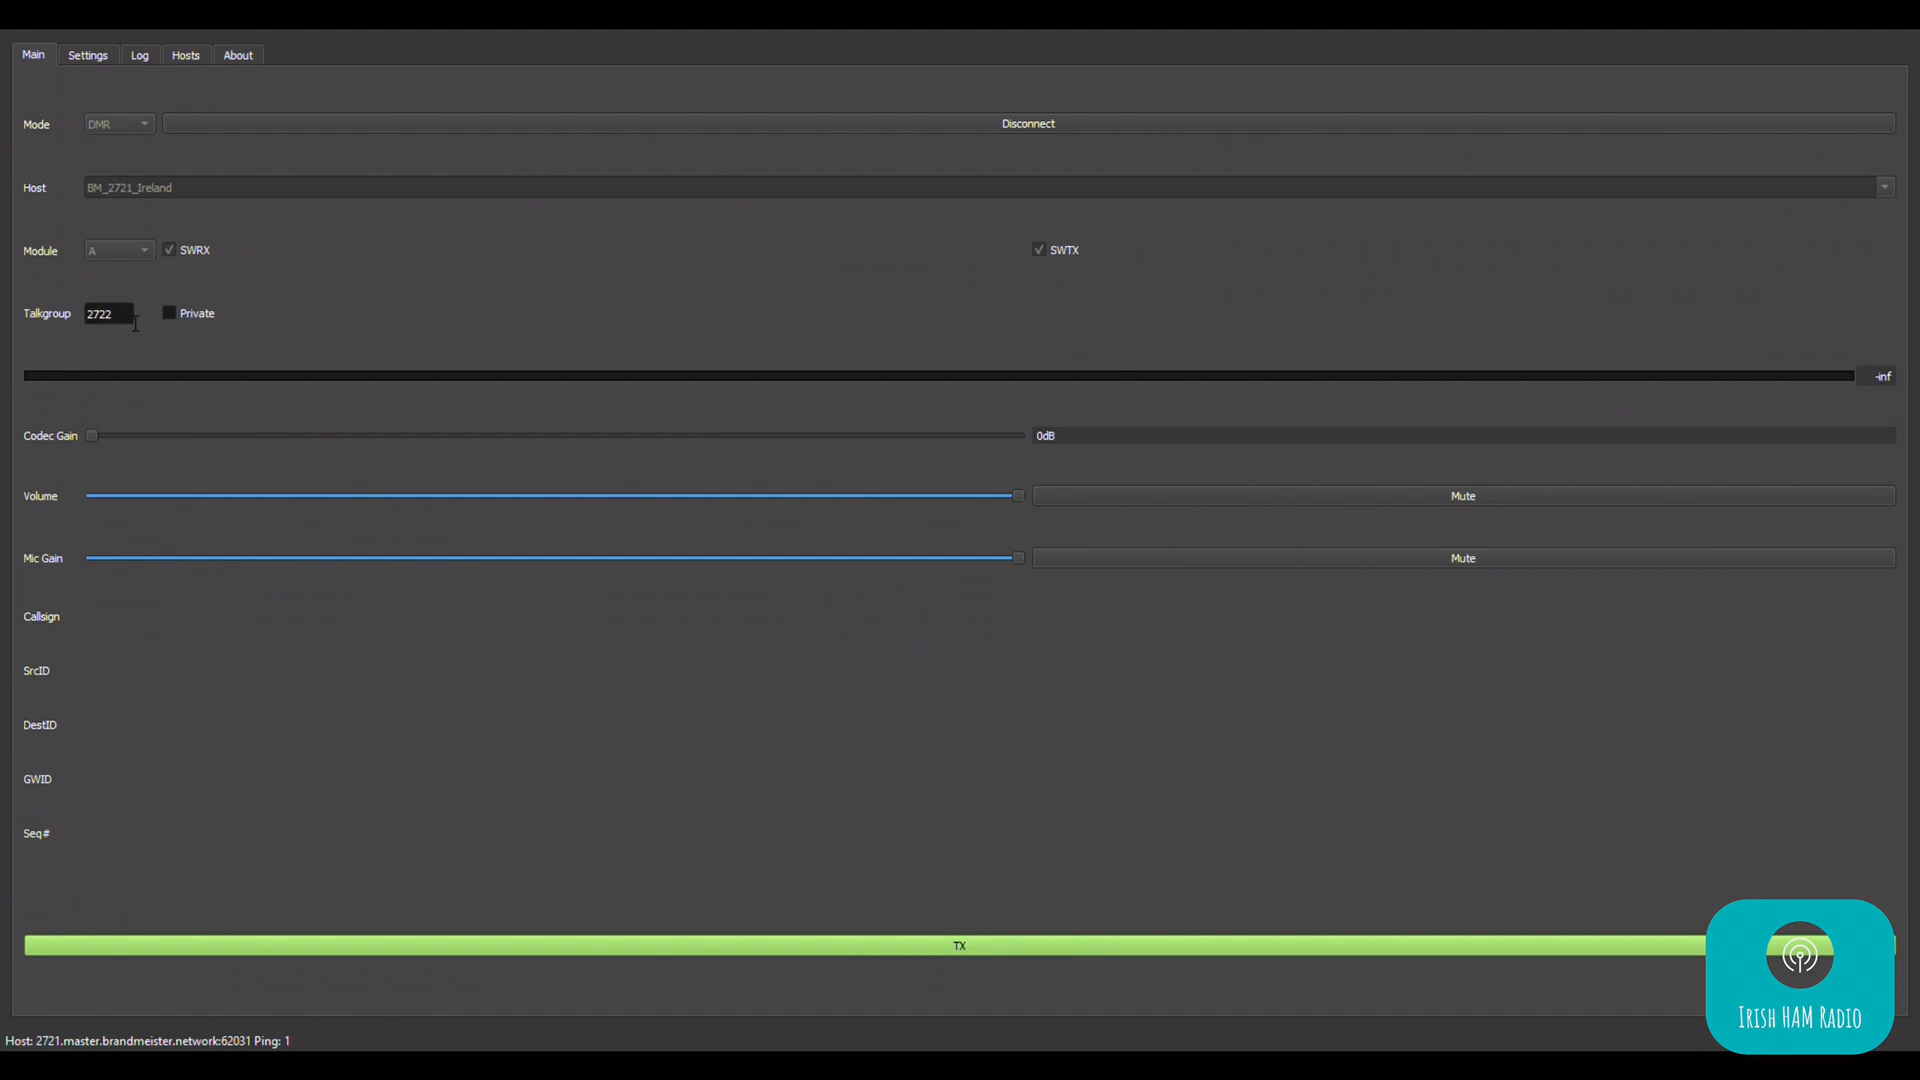 Main Settings Log Hosts About
Mode DMR Disconnect
Host BM_2721_Ireland
Module A SWRX SWTX
Talkgroup 2722 Private
-inf
Codec Gain 0dB
Volume Mute
Mic Gain Mute
Callsign
SrcID
DestID
GWID
Seq#
TX
IRISH HAM RADIO
Host: 2721.master.brandmeister.network:62031 Ping: 1